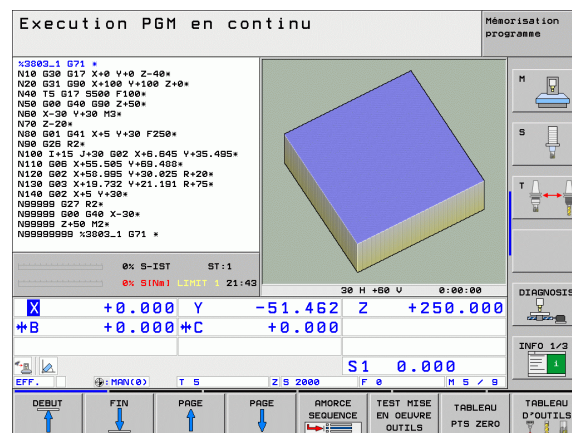 Execution PGM en continu
Mémorisation
programme
%3803_1 G71 *
N10 G30 G17 X+0 Y+0 Z-40*
N20 G31 G90 X+100 Y+100 Z+0*
N40 T5 G17 S500 F100*
N50 G00 G40 G90 Z+50*
N60 X-30 Y+30 M3*
N70 Z-20*
N80 G01 G41 X+5 Y+30 F250*
N90 G26 R2*
N100 I+15 J+30 G02 X+6.645 Y+35.495*
N110 G06 X+55.505 Y+69.488*
N120 G02 X+58.995 Y+30.025 R+20*
N130 G03 X+19.732 Y+21.191 R+75*
N140 G02 X+5 Y+30*
N99999 G27 R2*
N99999 G00 G40 X-30*
N99999 Z+50 M2*
N99999999 %3803_1 G71 *
0% S-IST ST:1
0% S[Nm] LIMIT 1 21:43
30 H +60 V 0:00:00
M
S
T
DIAGNOSIS
INFO 1/3
X +0.000 Y -51.462 Z +250.000
B +0.000 C +0.000
S1 0.000
EFF. : MAN(0) T 5 Z S 2000 F 0 M 5 / 9
DEBUT
FIN
PAGE
PAGE
AMORCE
SEQUENCE
TEST MISE
EN OEUVRE
OUTILS
TABLEAU
PTS ZERO
TABLEAU
D'OUTILS